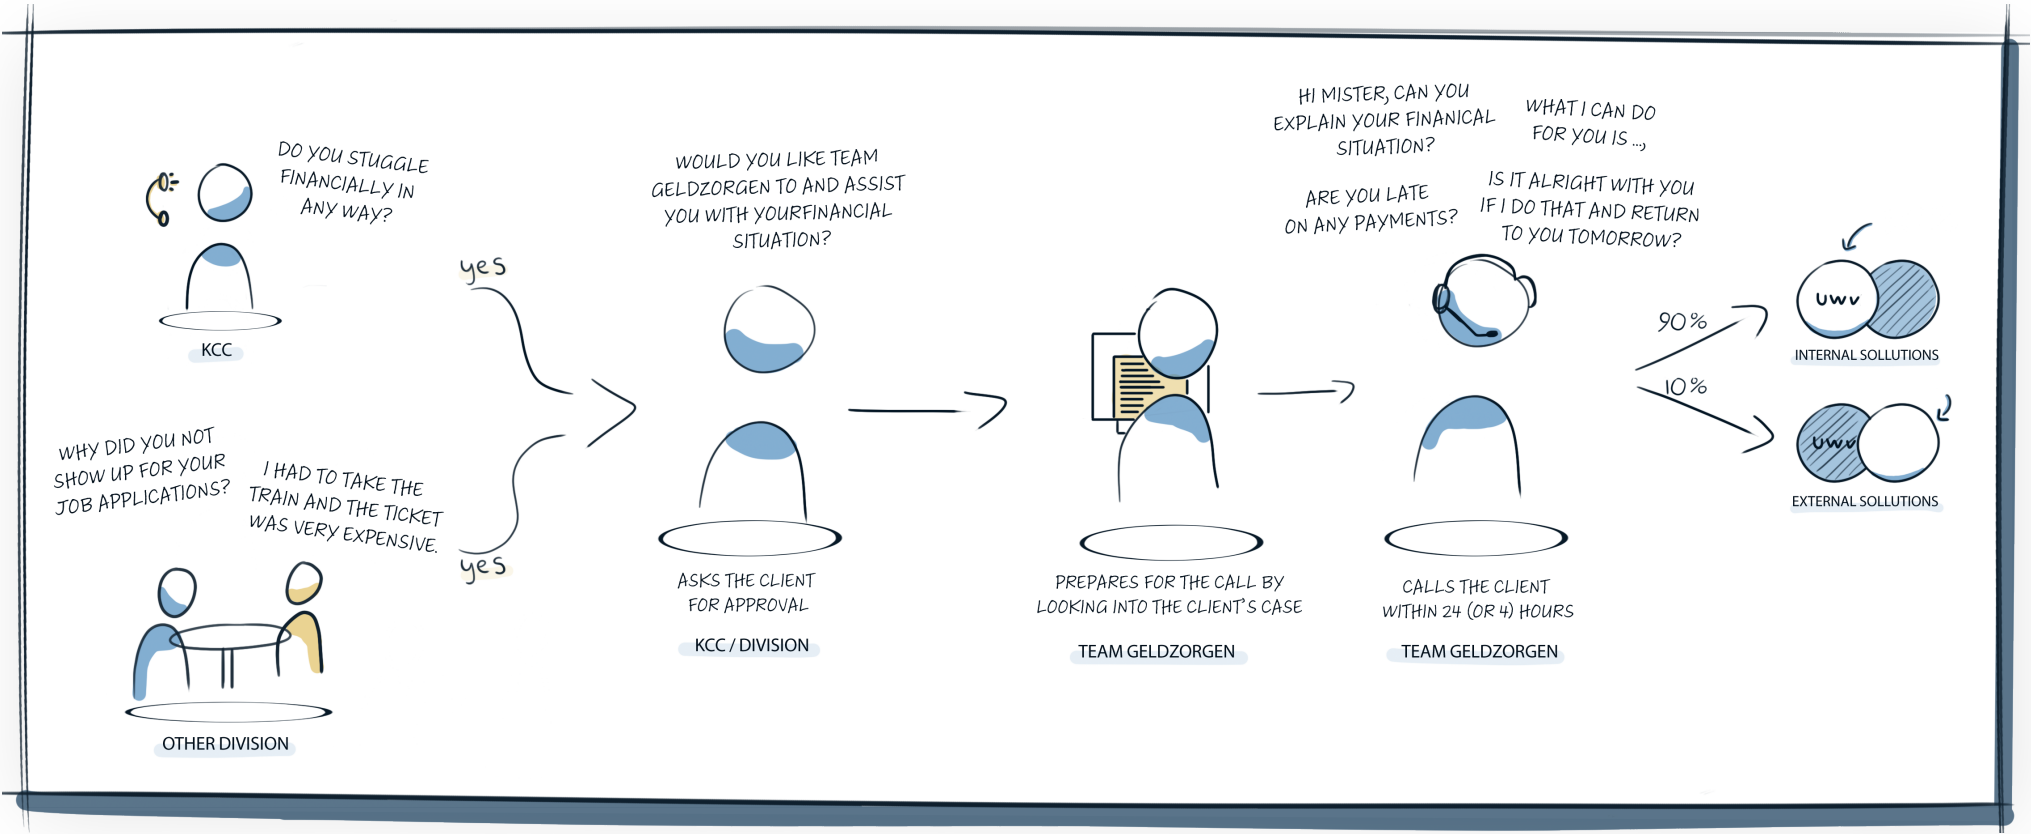 DO YOU STUGGLE
FINANCIALLY IN
ANY WAY?
KCC
WHY DID YOU NOT
SHOW UP FOR YOUR
JOB APPLICATIONS?
I HAD TO TAKE THE
TRAIN AND THE TICKET
WAS VERY EXPENSIVE.
OTHER DIVISION
yes
yes
WOULD YOU LIKE TEAM
GELDZORGEN TO AND ASSIST
YOU WITH YOURFINANCIAL
SITUATION?
ASKS THE CLIENT
FOR APPROVAL
KCC / DIVISION
PREPARES FOR THE CALL BY
LOOKING INTO THE CLIENT'S CASE
TEAM GELDZORGEN
HI MISTER, CAN YOU
EXPLAIN YOUR FINANICAL
SITUATION?
WHAT I CAN DO
FOR YOU IS ...,
ARE YOU LATE
ON ANY PAYMENTS?
IS IT ALRIGHT WITH YOU
IF I DO THAT AND RETURN
TO YOU TOMORROW?
CALLS THE CLIENT
WITHIN 24 (OR 4) HOURS
TEAM GELDZORGEN
90%
10%
UWV
INTERNAL SOLLUTIONS
UWV
EXTERNAL SOLLUTIONS